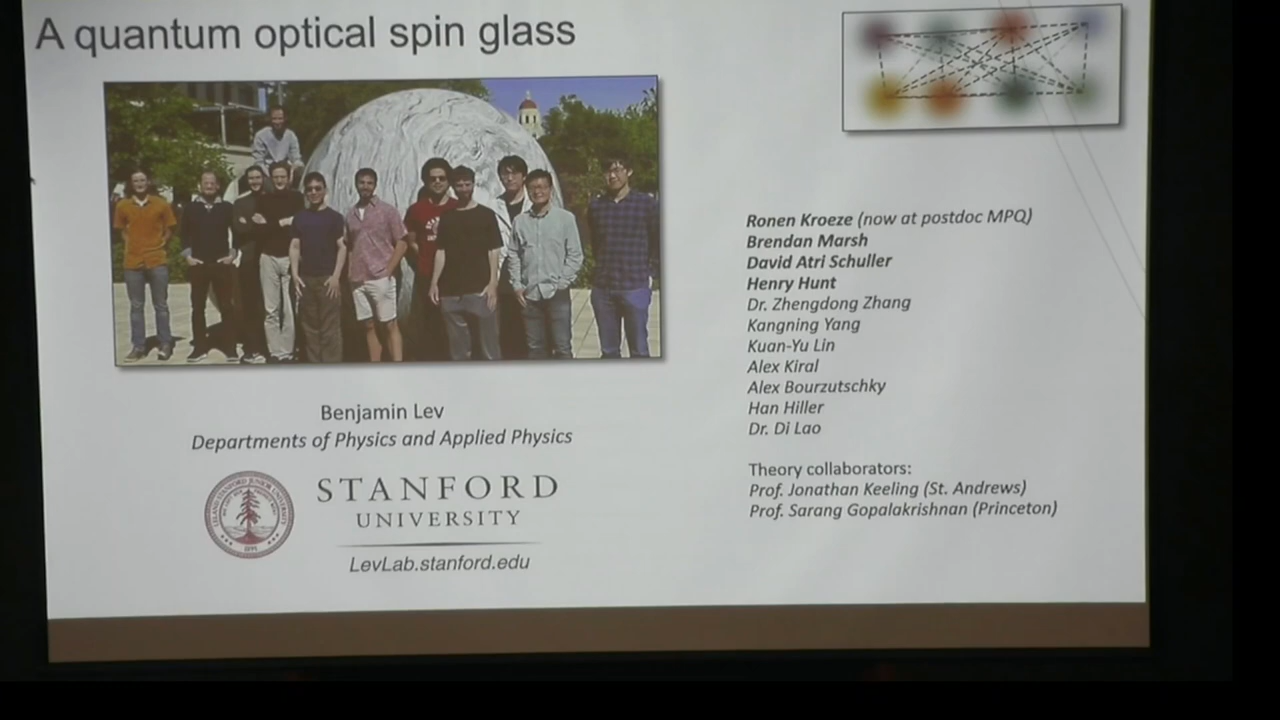 A quantum optical spin glass
Ronen Kroeze (now at postdoc MPQ)
Brendan Marsh
David Atri Schuller
Henry Hunt
Dr. Zhengdong Zhang
Kangning Yang
Kuan-Yu Lin
Alex Kiral
Alex Bourzutschky
Han Hiller
Dr. Di Lao
Theory collaborators:
Prof. Jonathan Keeling (St. Andrews)
Prof. Sarang Gopalakrishnan (Princeton)
Benjamin Lev
Departments of Physics and Applied Physics
STANFORD
UNIVERSITY
LevLab.stanford.edu